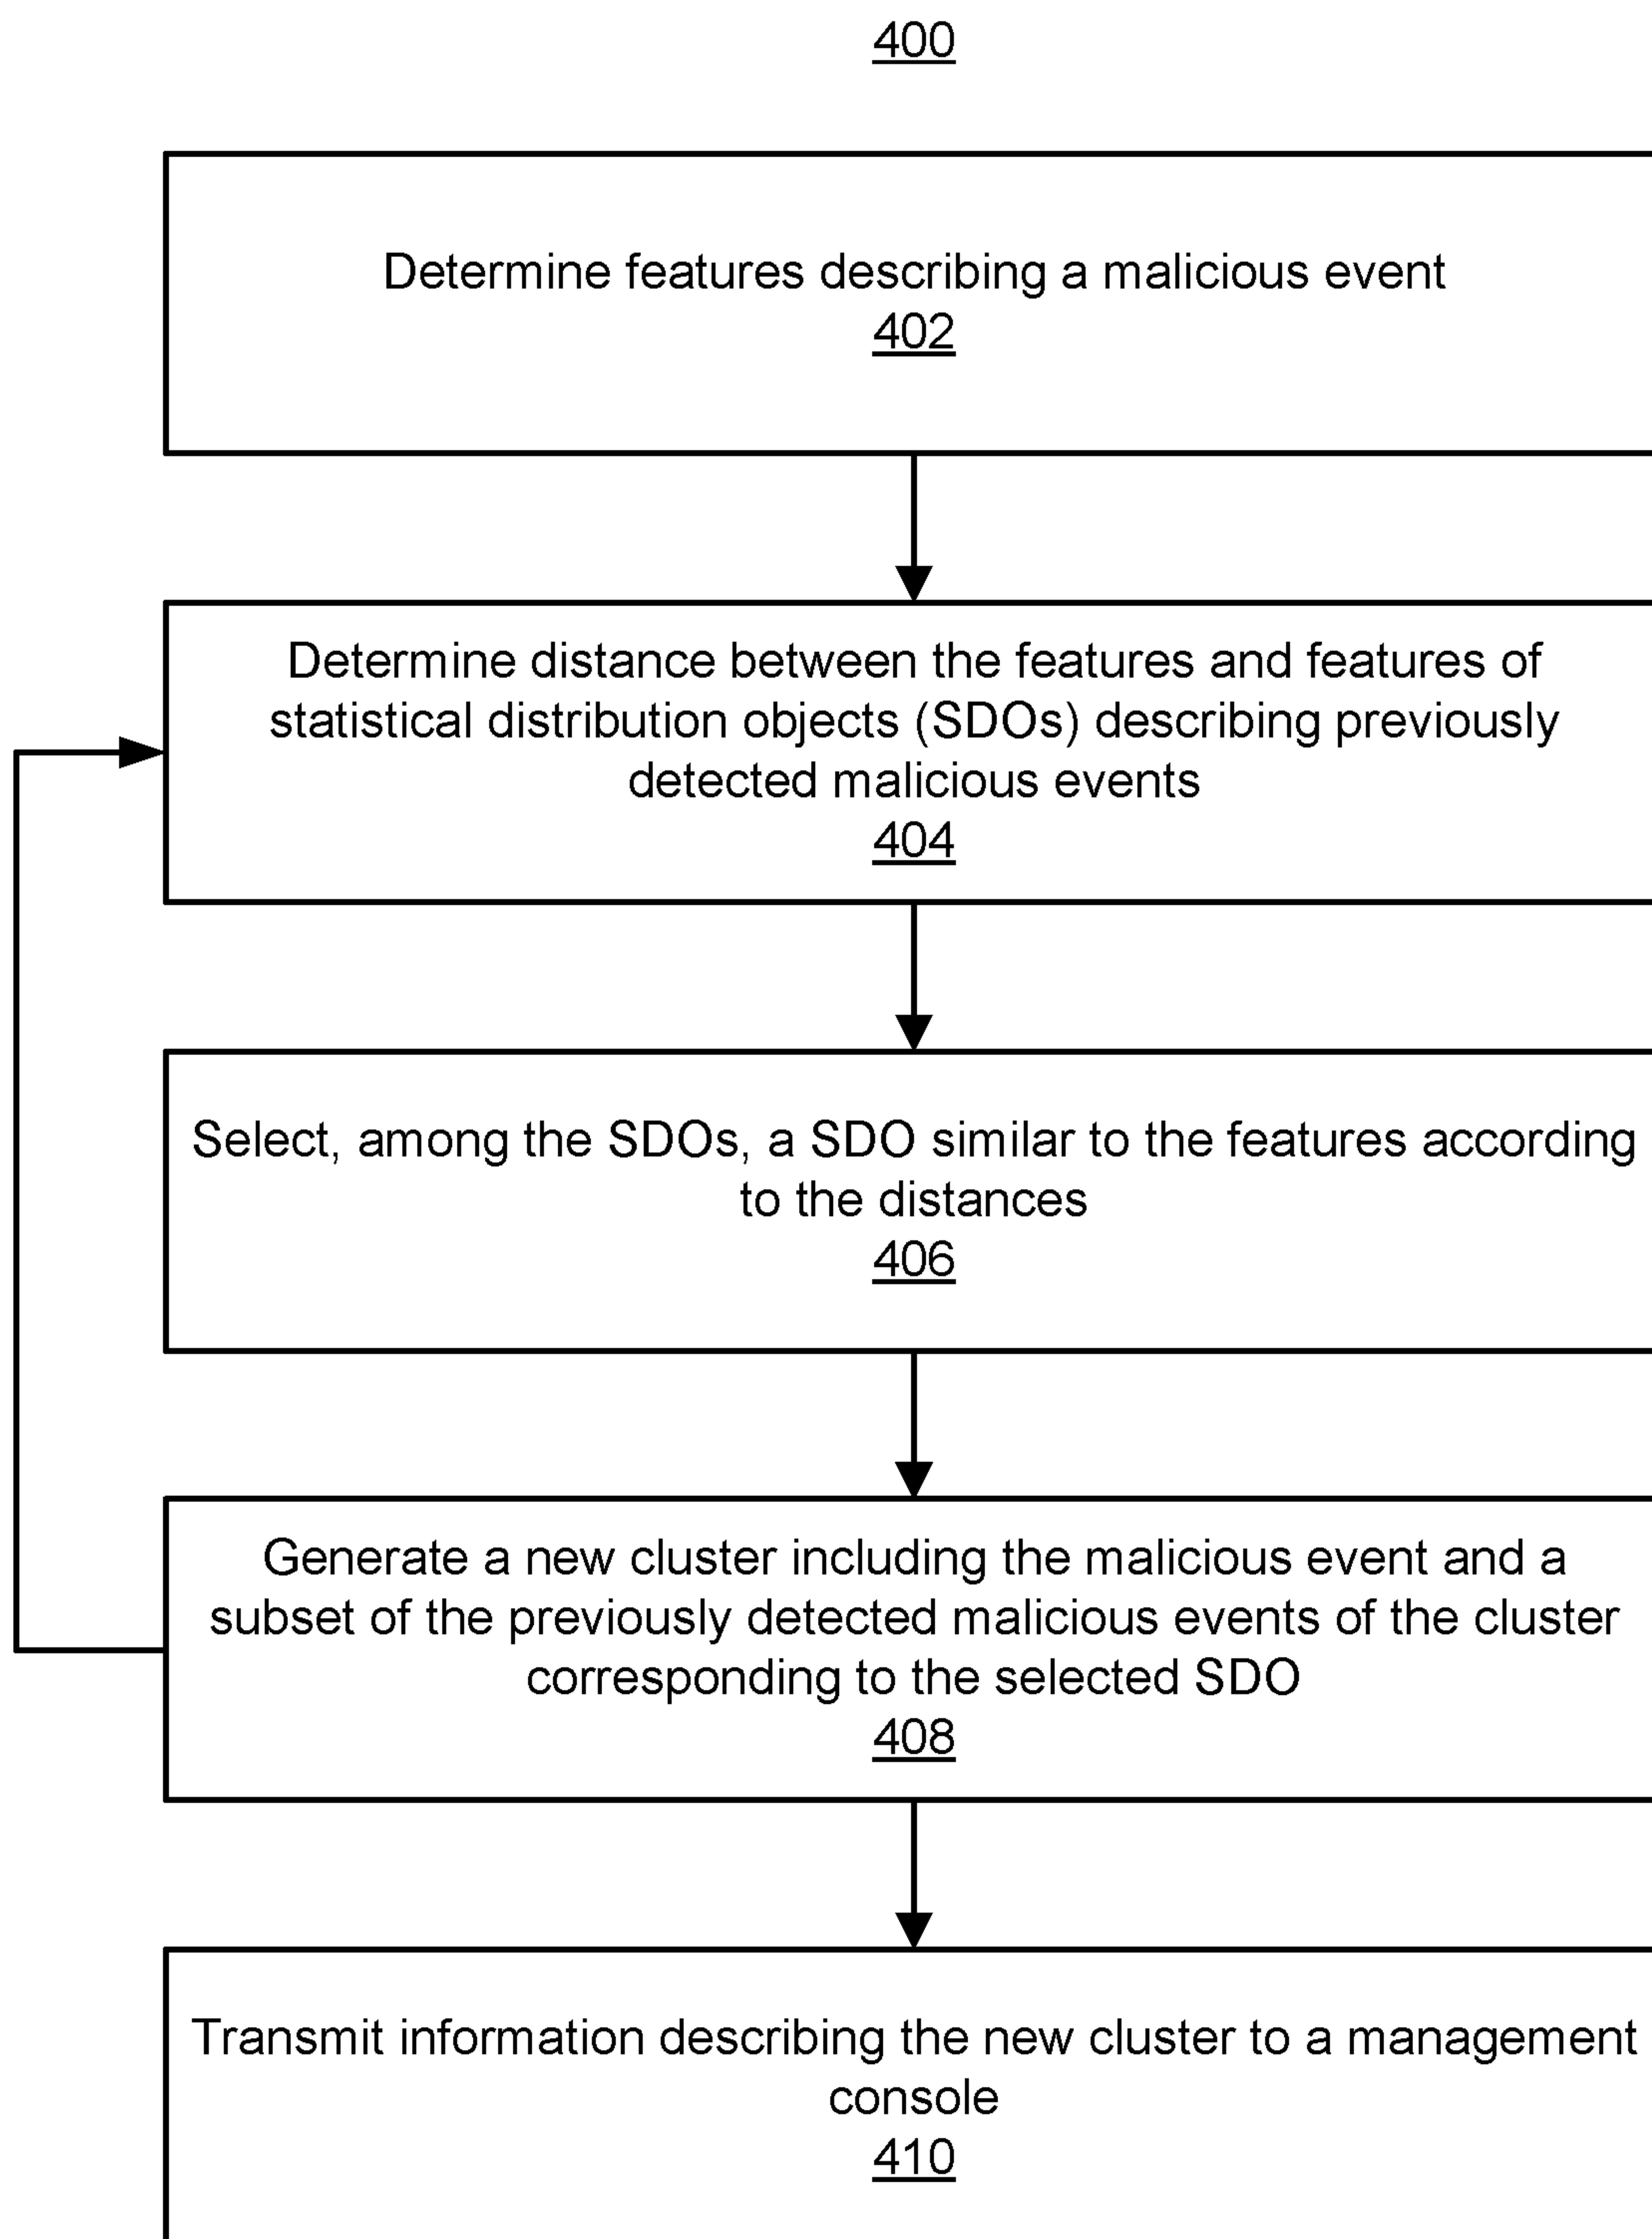 400
Determine features describing a malicious event
402
Determine distance between the features and features of
statistical distribution objects (SDOs) describing previously
detected malicious events
404
Select, among the SDOs, a SDO similar to the features according
to the distances
406
Generate a new cluster including the malicious event and a
subset of the previously detected malicious events of the cluster
corresponding to the selected SDO
408
Transmit information describing the new cluster to a management
console
410